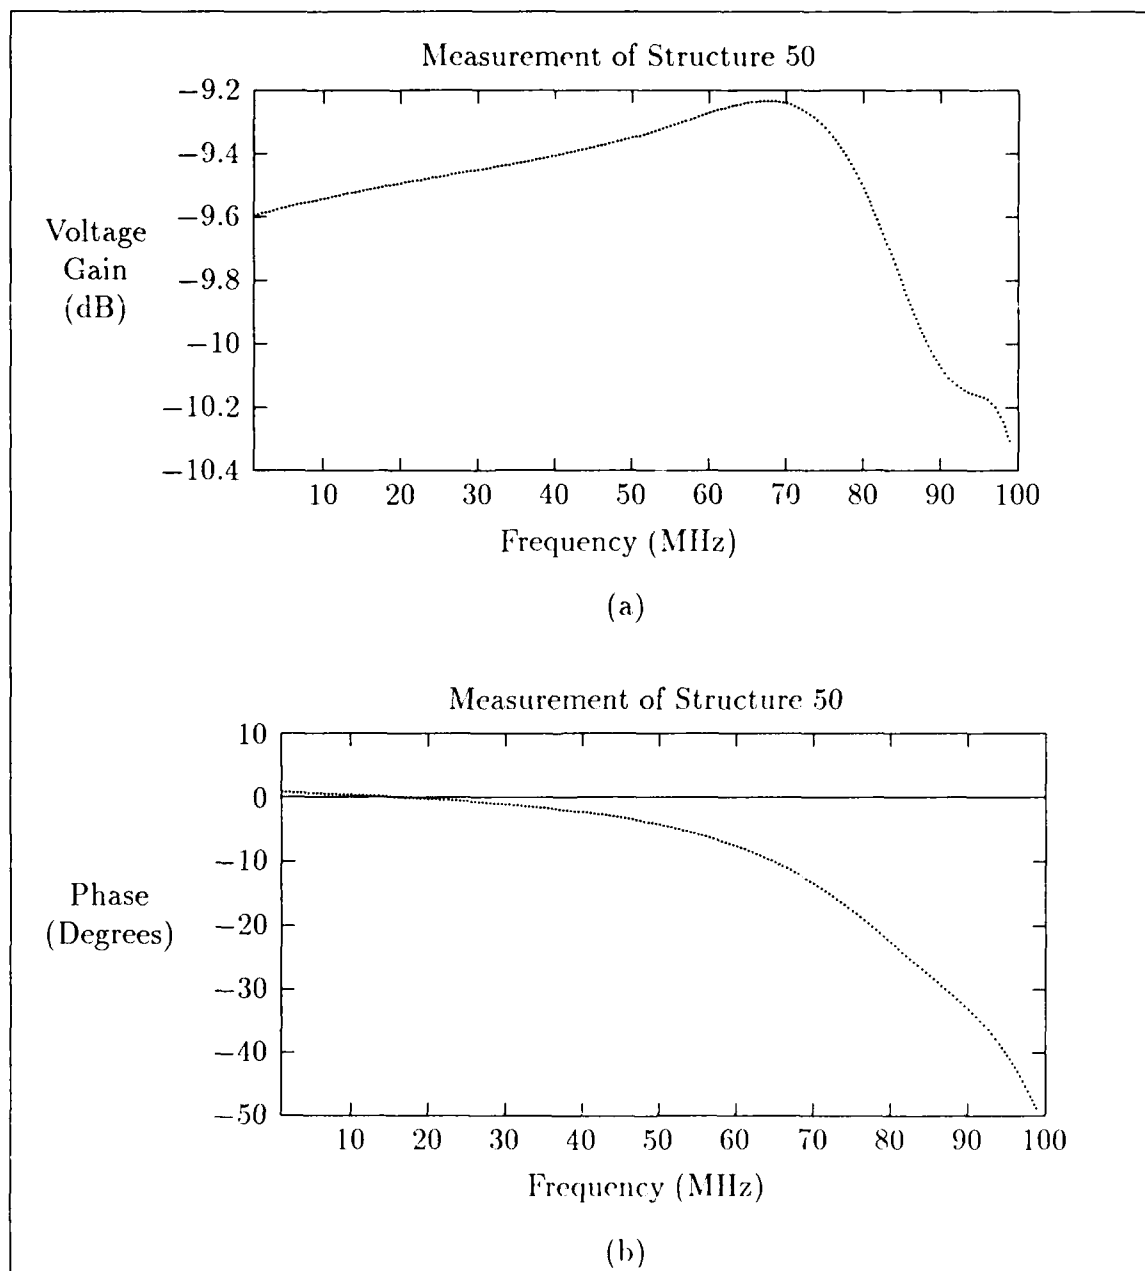 Measurement of Structure 50
−9.2
−9.4
−9.6
−9.8
−10
−10.2
−10.4
Voltage
Gain
(dB)
10 20 30 40 50 60 70 80 90 100
Frequency (MHz)
(a)
Measurement of Structure 50
10
0
−10
−20
−30
−40
−50
Phase
(Degrees)
10 20 30 40 50 60 70 80 90 100
Frequency (MHz)
(b)